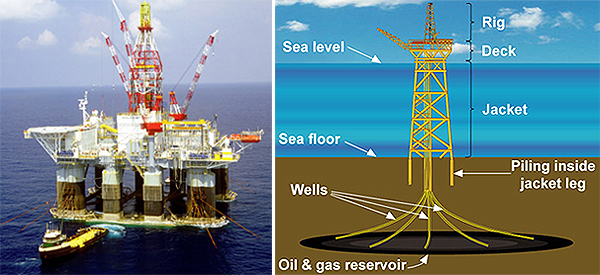 Rig
Sea level
Deck
Jacket
Sea floor
Piling inside
jacket leg
Wells
Oil & gas reservoir